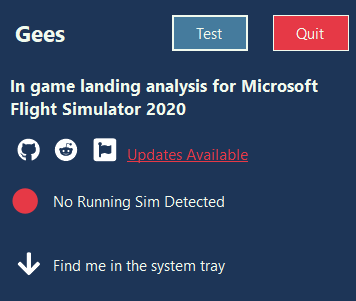 Gees
Test
Quit
In game landing analysis for Microsoft
Flight Simulator 2020
Updates Available
No Running Sim Detected
Find me in the system tray